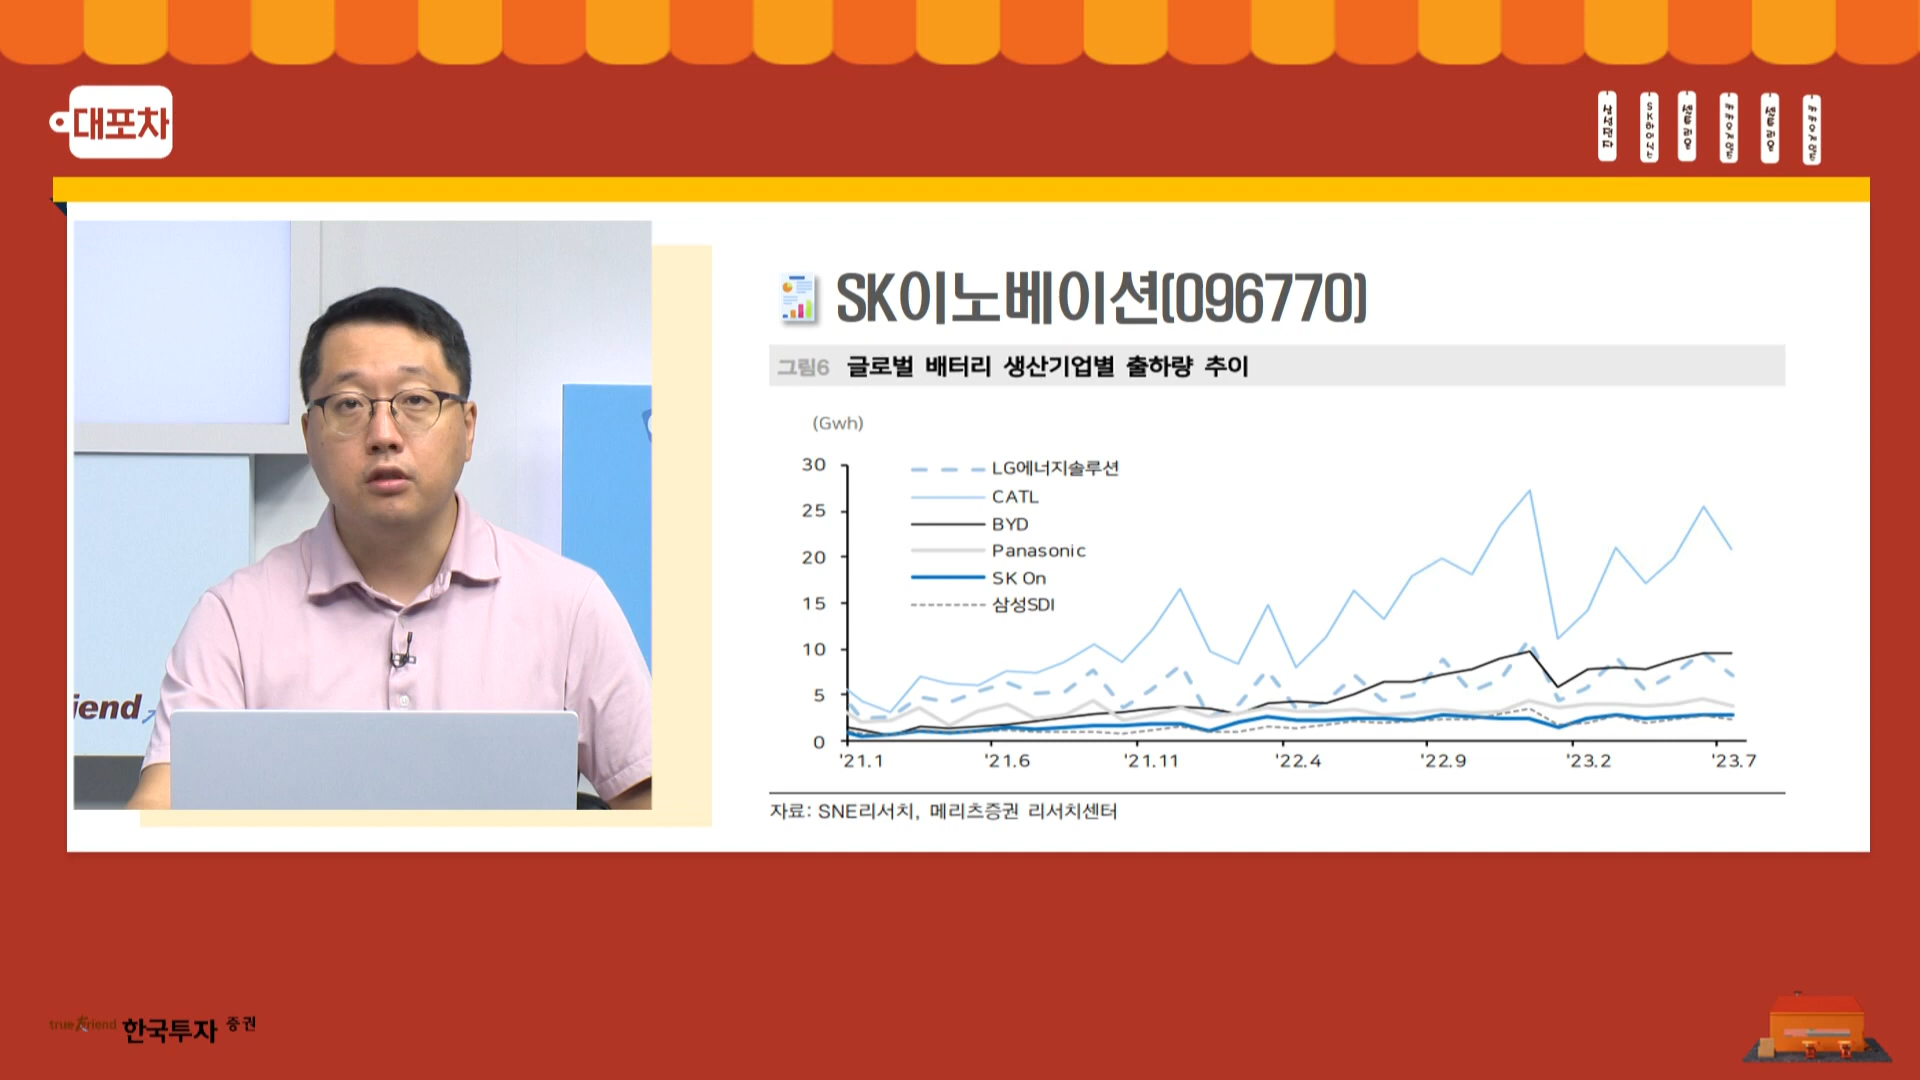 대포차
SK이노베이션(096770)
그림6 글로벌 배터리 생산기업별 출하량 추이
(Gwh)
30
25
20
15
10
5
0
LG에너지솔루션
CATL
BYD
Panasonic
SK On
삼성SDI
'21.1 '21.6 '21.11 '22.4 '22.9 '23.2 '23.7
자료: SNE리서치, 메리츠증권 리서치센터
iend
true friend 한국투자 증권